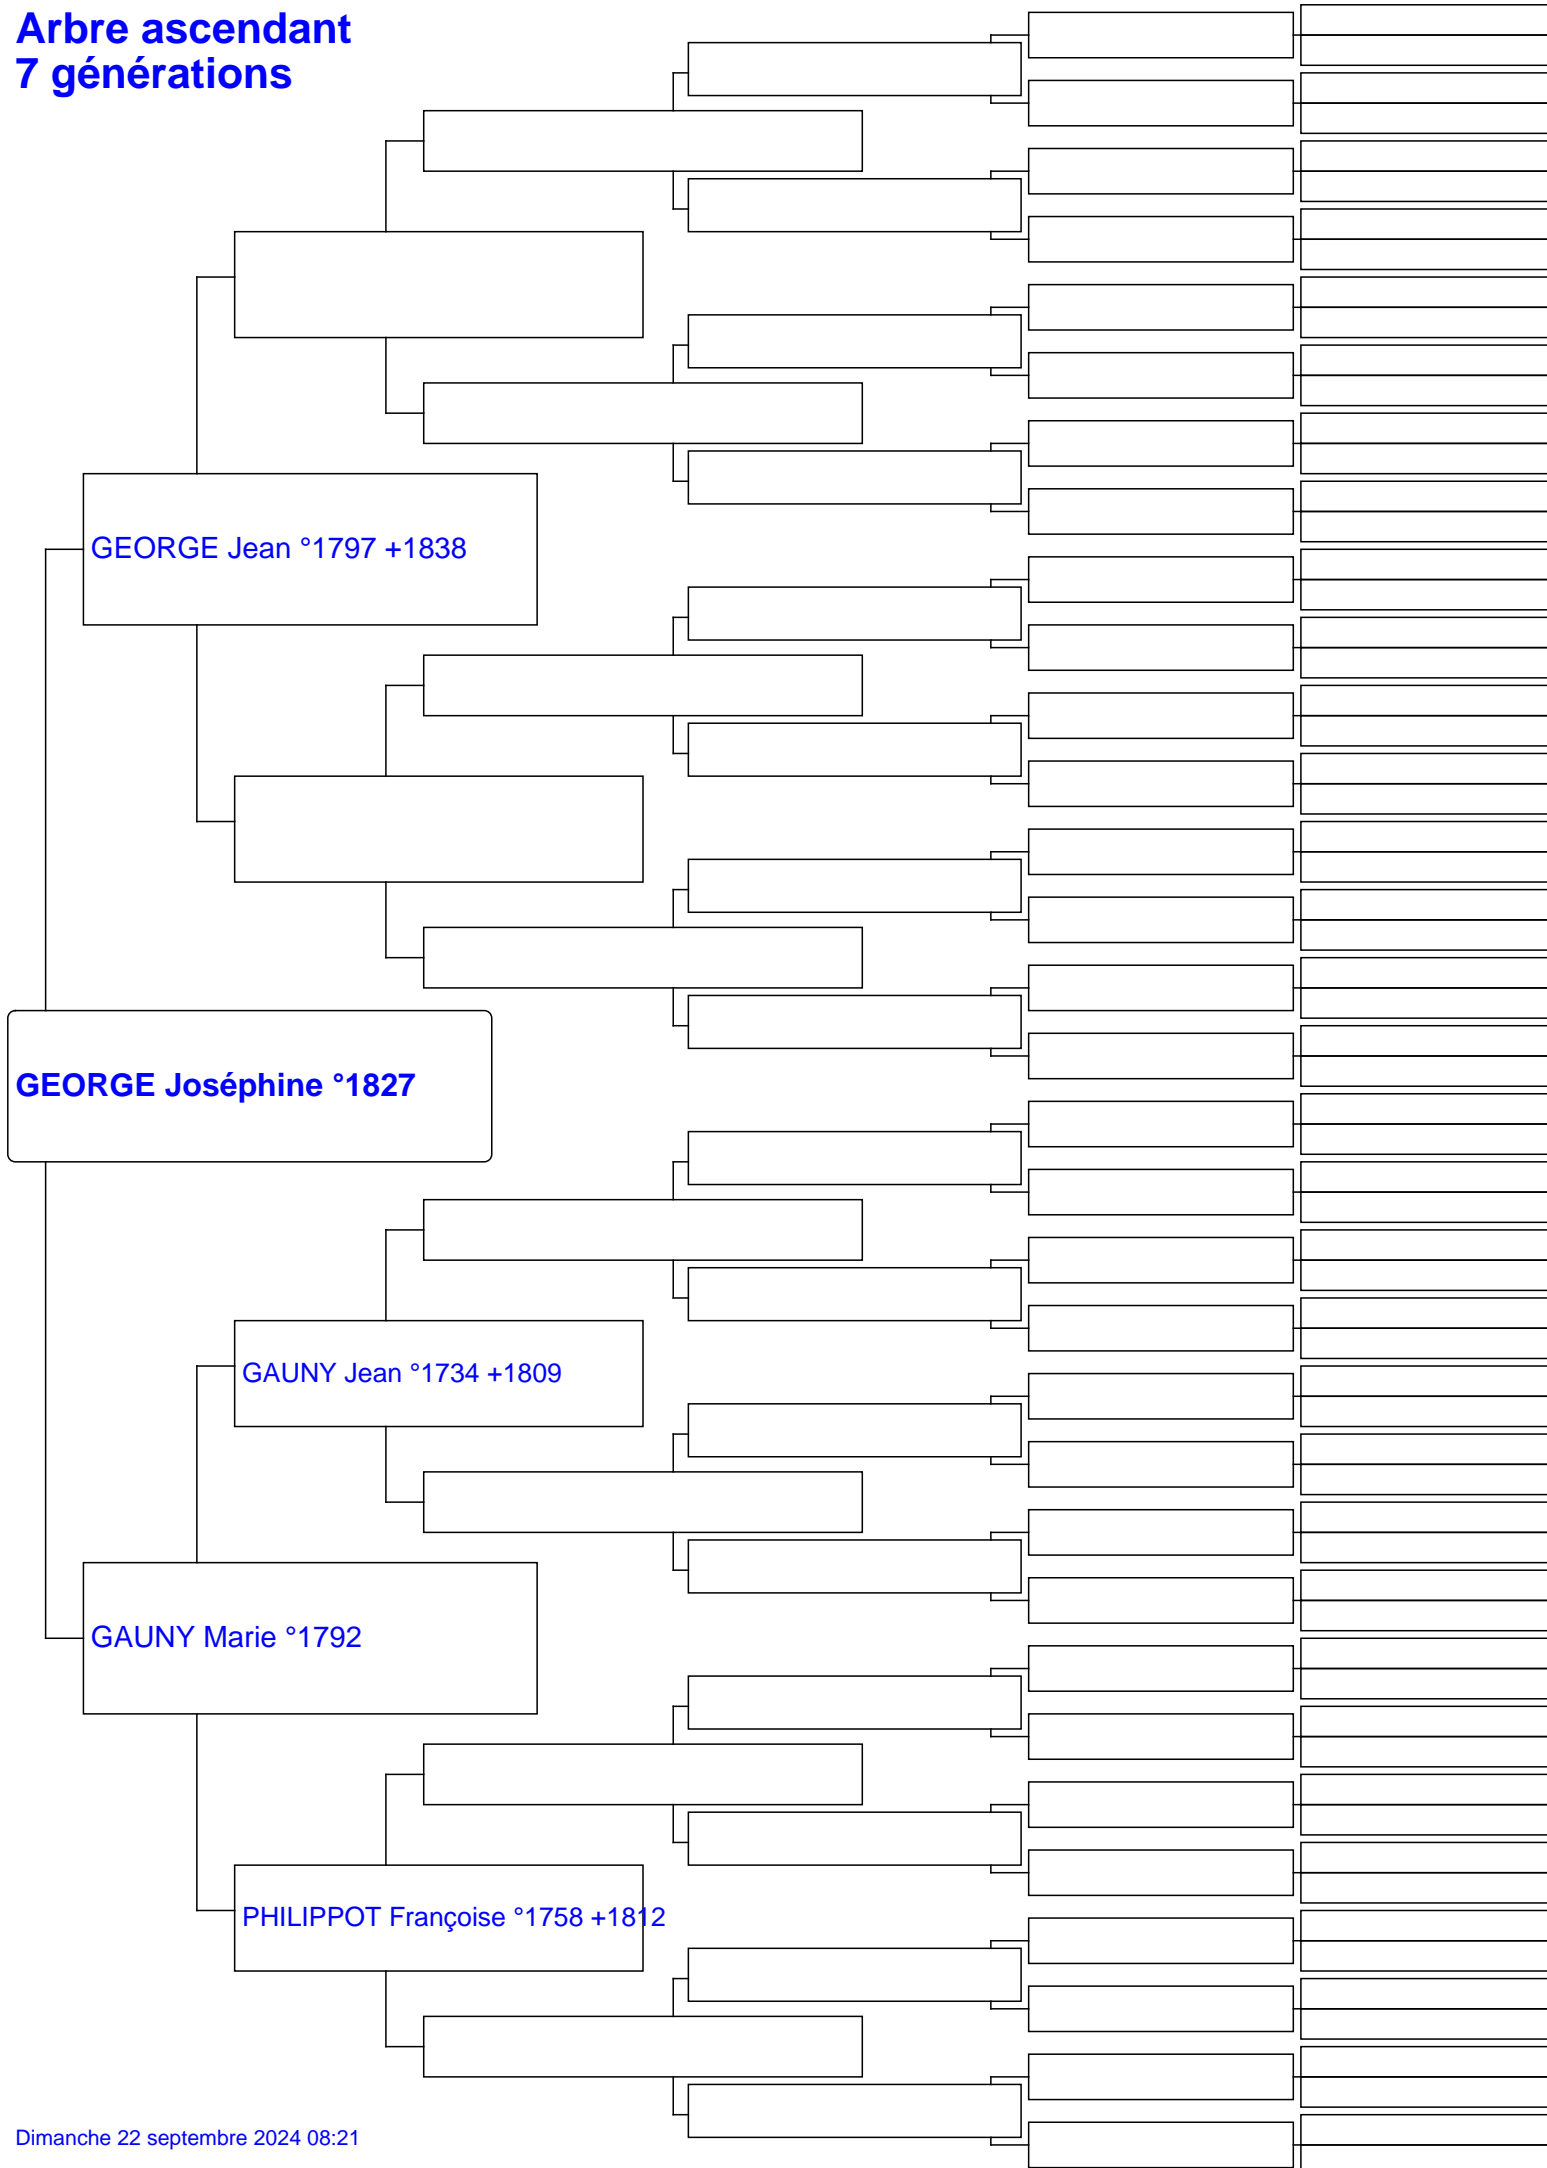 Arbre ascendant
7 générations
GEORGE Jean °1797 +1838
GEORGE Joséphine °1827
GAUNY Jean °1734 +1809
GAUNY Marie °1792
PHILIPPOT Françoise °1758 +1812
Dimanche 22 septembre 2024 08:21